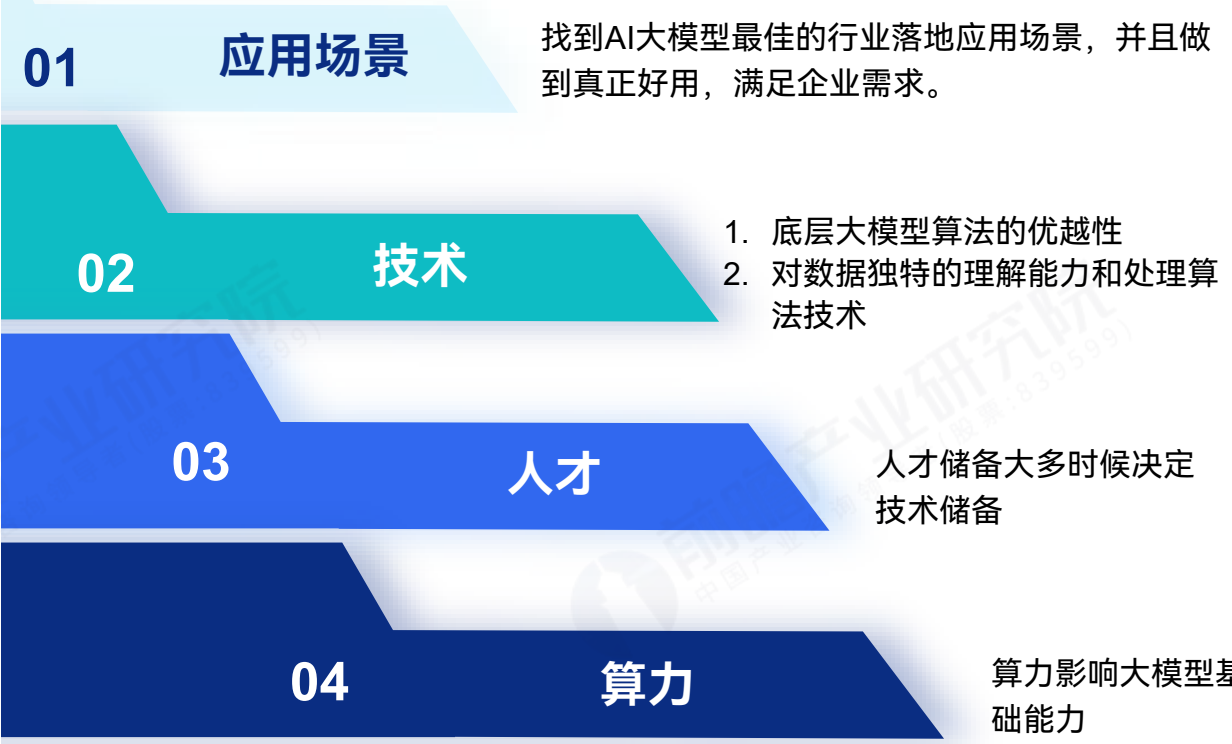 01
应用场景
找到AI大模型最佳的行业落地应用场景，并且做
到真正好用，满足企业需求。
02
技术
1. 底层大模型算法的优越性
2. 对数据独特的理解能力和处理算
法技术
03
人才
人才储备大多时候决定
技术储备
04
算力
算力影响大模型基
础能力